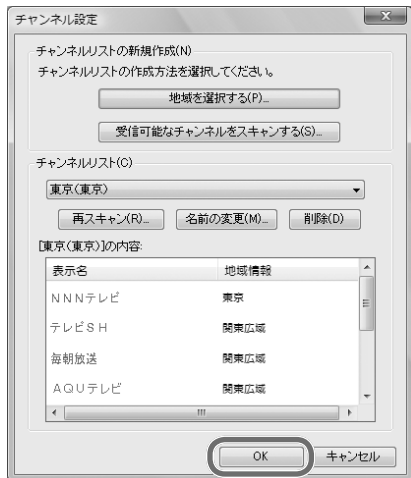 チャンネル設定
チャンネルリストの新規作成(N)
チャンネルリストの作成方法を選択してください。
地域を選択する(P)...
受信可能なチャンネルをスキャンする(S)...
チャンネルリスト(C)
東京(東京)
再スキャン(R)... 名前の変更(M)... 削除(D)
[東京(東京)]の内容:
表示名 地域情報
NNNテレビ 東京
テレビSH 関東広域
毎朝放送 関東広域
AQUテレビ 関東広域
OK キャンセル